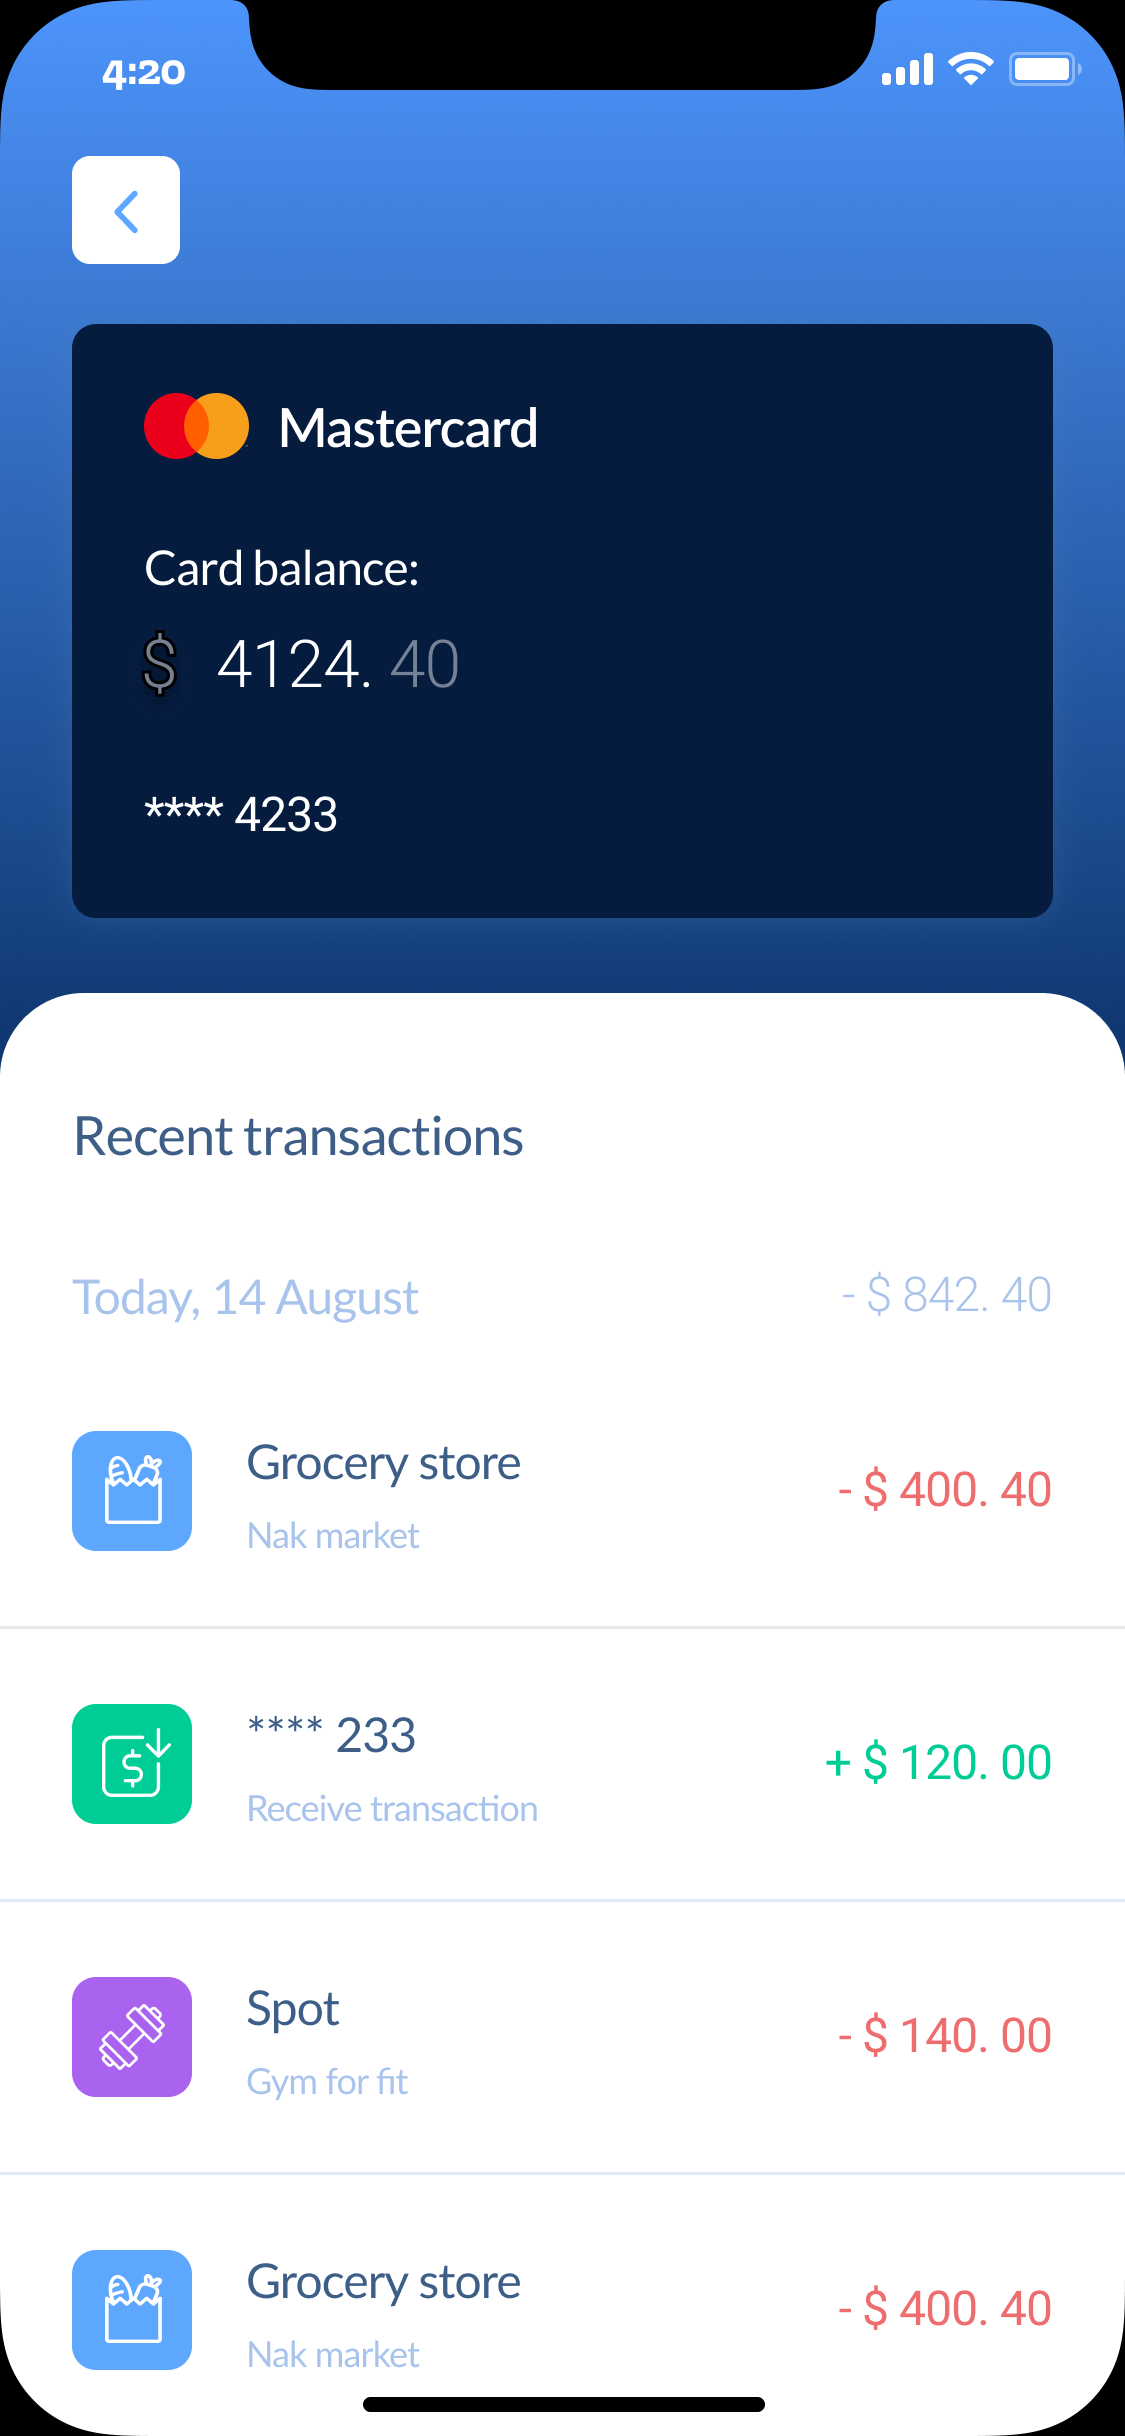 4:20
Mastercard
Card balance:
$ 4124. 40
**** 4233
Recent transactions
Today, 14 August
- $ 842. 40
Grocery store
- $ 400. 40
Nak market
**** 233
+ $ 120. 00
Receive transaction
Spot
- $ 140. 00
Gym for fit
Grocery store
- $ 400. 40
Nak market